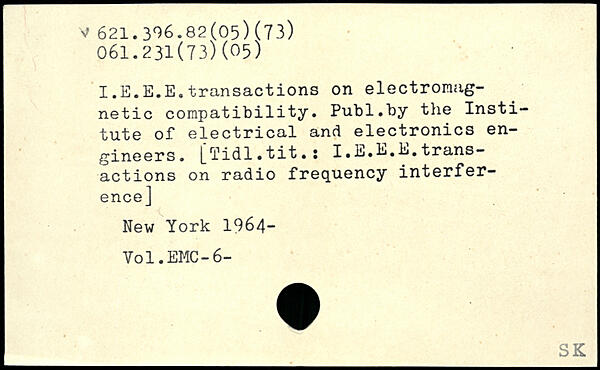 v 621.396.82(05)(73)
061.231(73)(05)
I.E.E.E.transactions on electromag-
netic compatibility. Publ.by the Insti-
tute of electrical and electronics en-
gineers. [Tidl.tit.: I.E.E.E.trans-
actions on radio frequency interfer-
ence]
New York 1964-
Vol.EMC-6-
SK